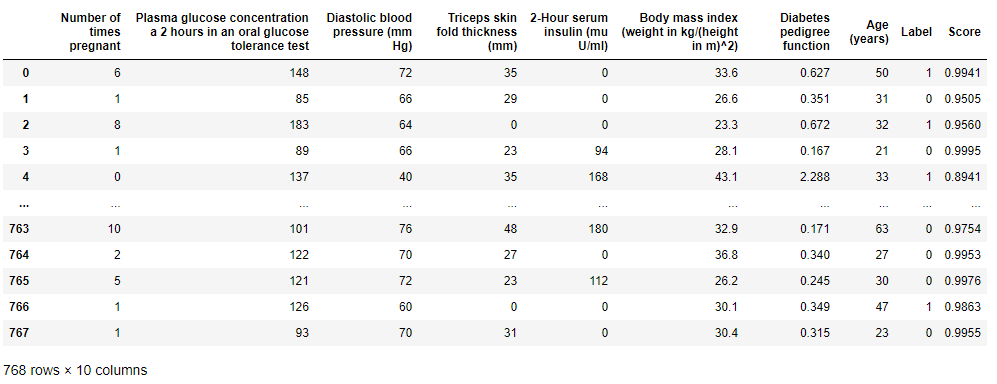 Number of times pregnant Plasma glucose concentration a 2 hours in an oral glucose tolerance test Diastolic blood pressure (mm Hg) Triceps skin fold thickness (mm) 2-Hour serum insulin (mu U/ml) Body mass index (weight in kg/(height in m)^2) Diabetes pedigree function Age (years) Label Score
0 6 148 72 35 0 33.6 0.627 50 1 0.9941
1 1 85 66 29 0 26.6 0.351 31 0 0.9505
2 8 183 64 0 0 23.3 0.672 32 1 0.9560
3 1 89 66 23 94 28.1 0.167 21 0 0.9995
4 0 137 40 35 168 43.1 2.288 33 1 0.8941
... ... ... ... ... ... ... ... ... ... ...
763 10 101 76 48 180 32.9 0.171 63 0 0.9754
764 2 122 70 27 0 36.8 0.340 27 0 0.9953
765 5 121 72 23 112 26.2 0.245 30 0 0.9976
766 1 126 60 0 0 30.1 0.349 47 1 0.9863
767 1 93 70 31 0 30.4 0.315 23 0 0.9955
768 rows × 10 columns